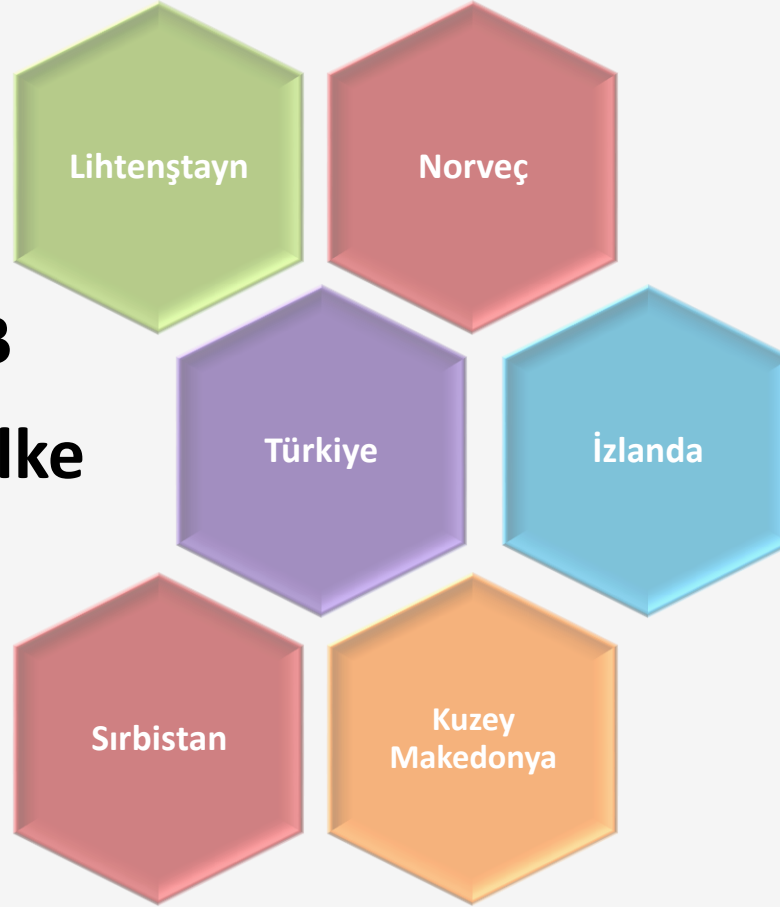 Lihtenştayn
Norveç
Türkiye
İzlanda
Sırbistan
Kuzey
Makedonya